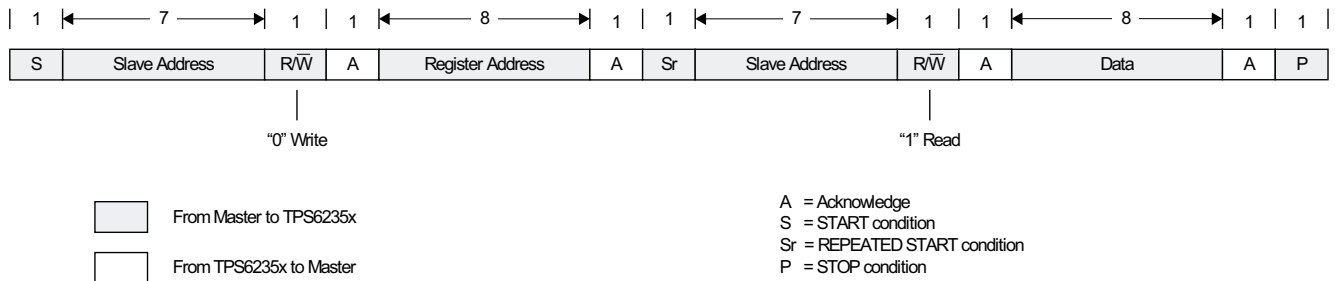 1 7 1 1 8 1 1 7 1 1 8 1 1
S Slave Address R/W̅ A Register Address A Sr Slave Address R/W̅ A Data A P
“0” Write “1” Read
From Master to TPS6235x
From TPS6235x to Master
A = Acknowledge
S = START condition
Sr = REPEATED START condition
P = STOP condition